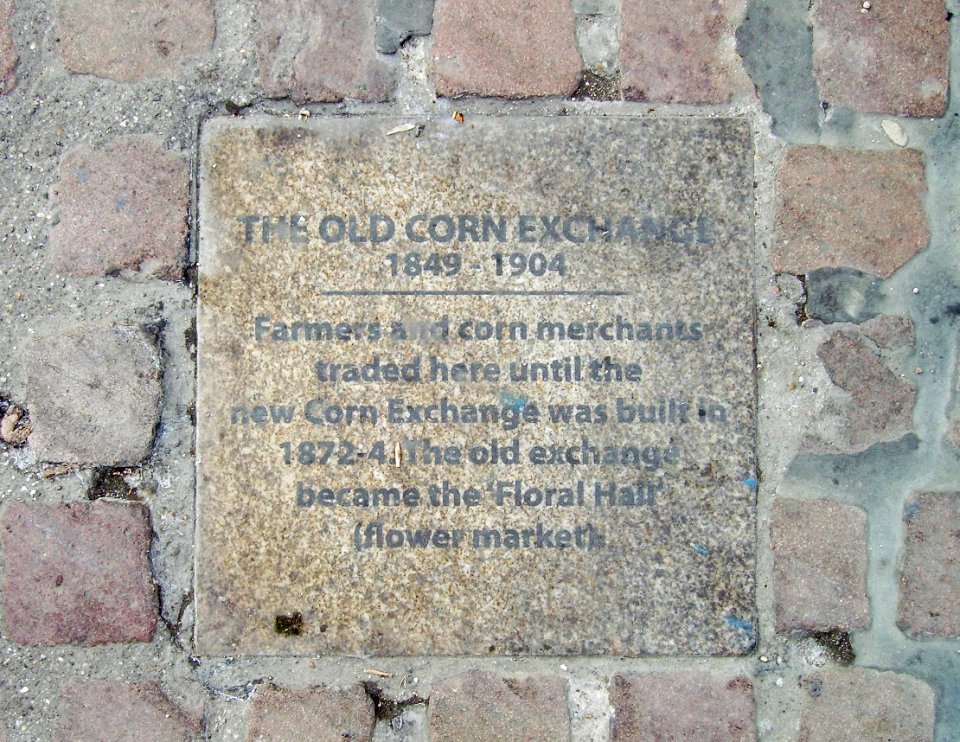 THE OLD CORN EXCHANGE
1849 - 1904
Farmers and corn merchants
traded here until the
new Corn Exchange was built in
1872-4. The old exchange
became the 'Floral Hall'
(flower market).